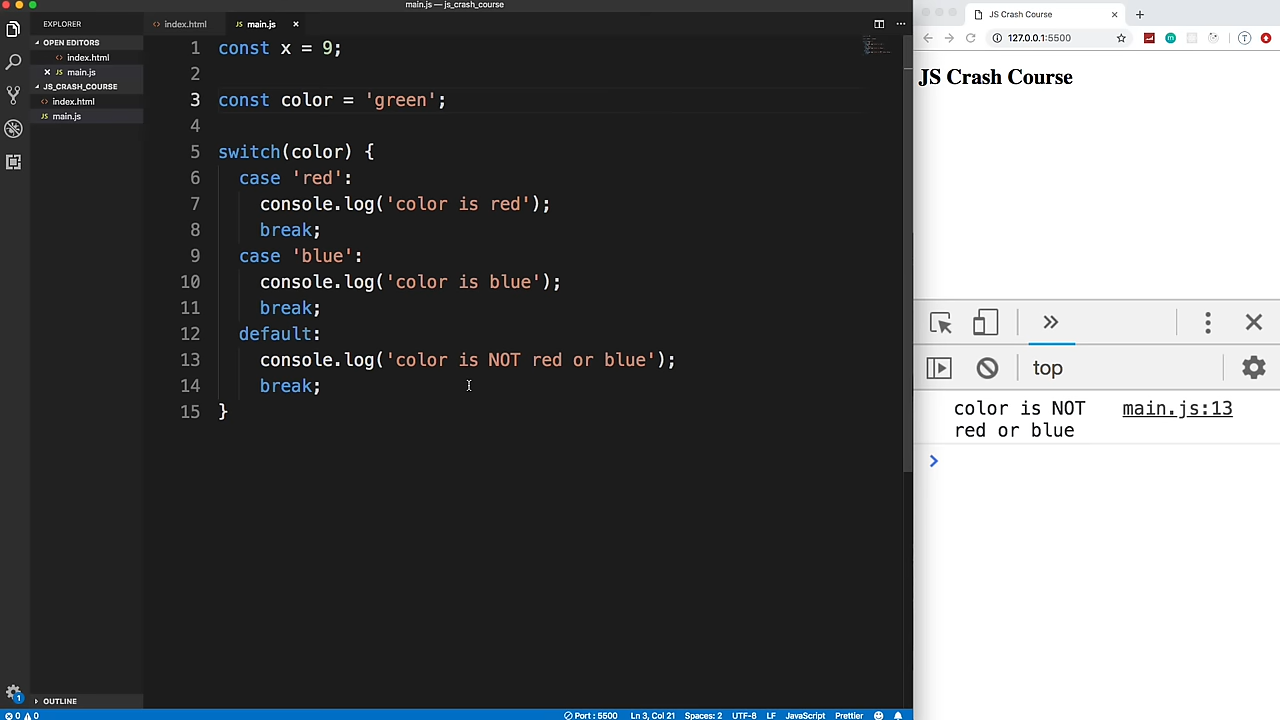 main.js — js_crash_course
EXPLORER
OPEN EDITORS
index.html
main.js
JS_CRASH_COURSE
index.html
main.js
OUTLINE
index.html
main.js
1 const x = 9;
2
3 const color = 'green';
4
5 switch(color) {
6 case 'red':
7 console.log('color is red');
8 break;
9 case 'blue':
10 console.log('color is blue');
11 break;
12 default:
13 console.log('color is NOT red or blue');
14 break;
15 }
0 0 Port : 5500 Ln 3, Col 21 Spaces: 2 UTF-8 LF JavaScript Prettier
JS Crash Course
127.0.0.1:5500
JS Crash Course
top
color is NOT main.js:13
red or blue